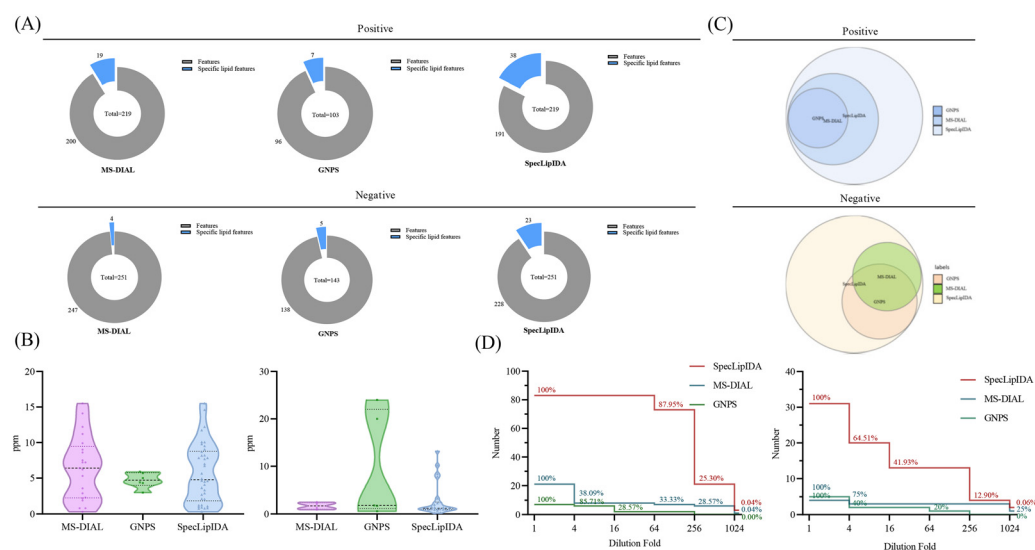 (A)
Positive
19
Features
Specific lipid features
Total=219
200
MS-DIAL
7
Features
Specific lipid features
Total=103
96
GNPS
38
Features
Specific lipid features
Total=219
191
SpecLipIDA
Negative
4
Features
Specific lipid features
Total=251
247
MS-DIAL
5
Features
Specific lipid features
Total=143
138
GNPS
23
Features
Specific lipid features
Total=251
228
SpecLipIDA
(C)
Positive
GNPS
MS-DIAL
SpecLipIDA
GNPS
MS-DIAL
SpecLipIDA
Negative
MS-DIAL
SpecLipIDA
GNPS
labels
GNPS
MS-DIAL
SpecLipIDA
(B)
20
15
10
5
0
ppm
MS-DIAL
GNPS
SpecLipIDA
30
20
10
0
ppm
MS-DIAL
GNPS
SpecLipIDA
(D)
SpecLipIDA
MS-DIAL
GNPS
100
80
60
40
20
0
Number
100%
87.95%
25.30%
0.04%
100%
38.09%
33.33%
28.57%
0.04%
100%
85.71%
28.57%
0.00%
1
4
16
64
256
1024
Dilution Fold
SpecLipIDA
MS-DIAL
GNPS
40
30
20
10
0
Number
100%
64.51%
41.93%
12.90%
0.06%
100%
75%
25%
100%
40%
20%
0%
1
4
16
64
256
1024
Dilution Fold